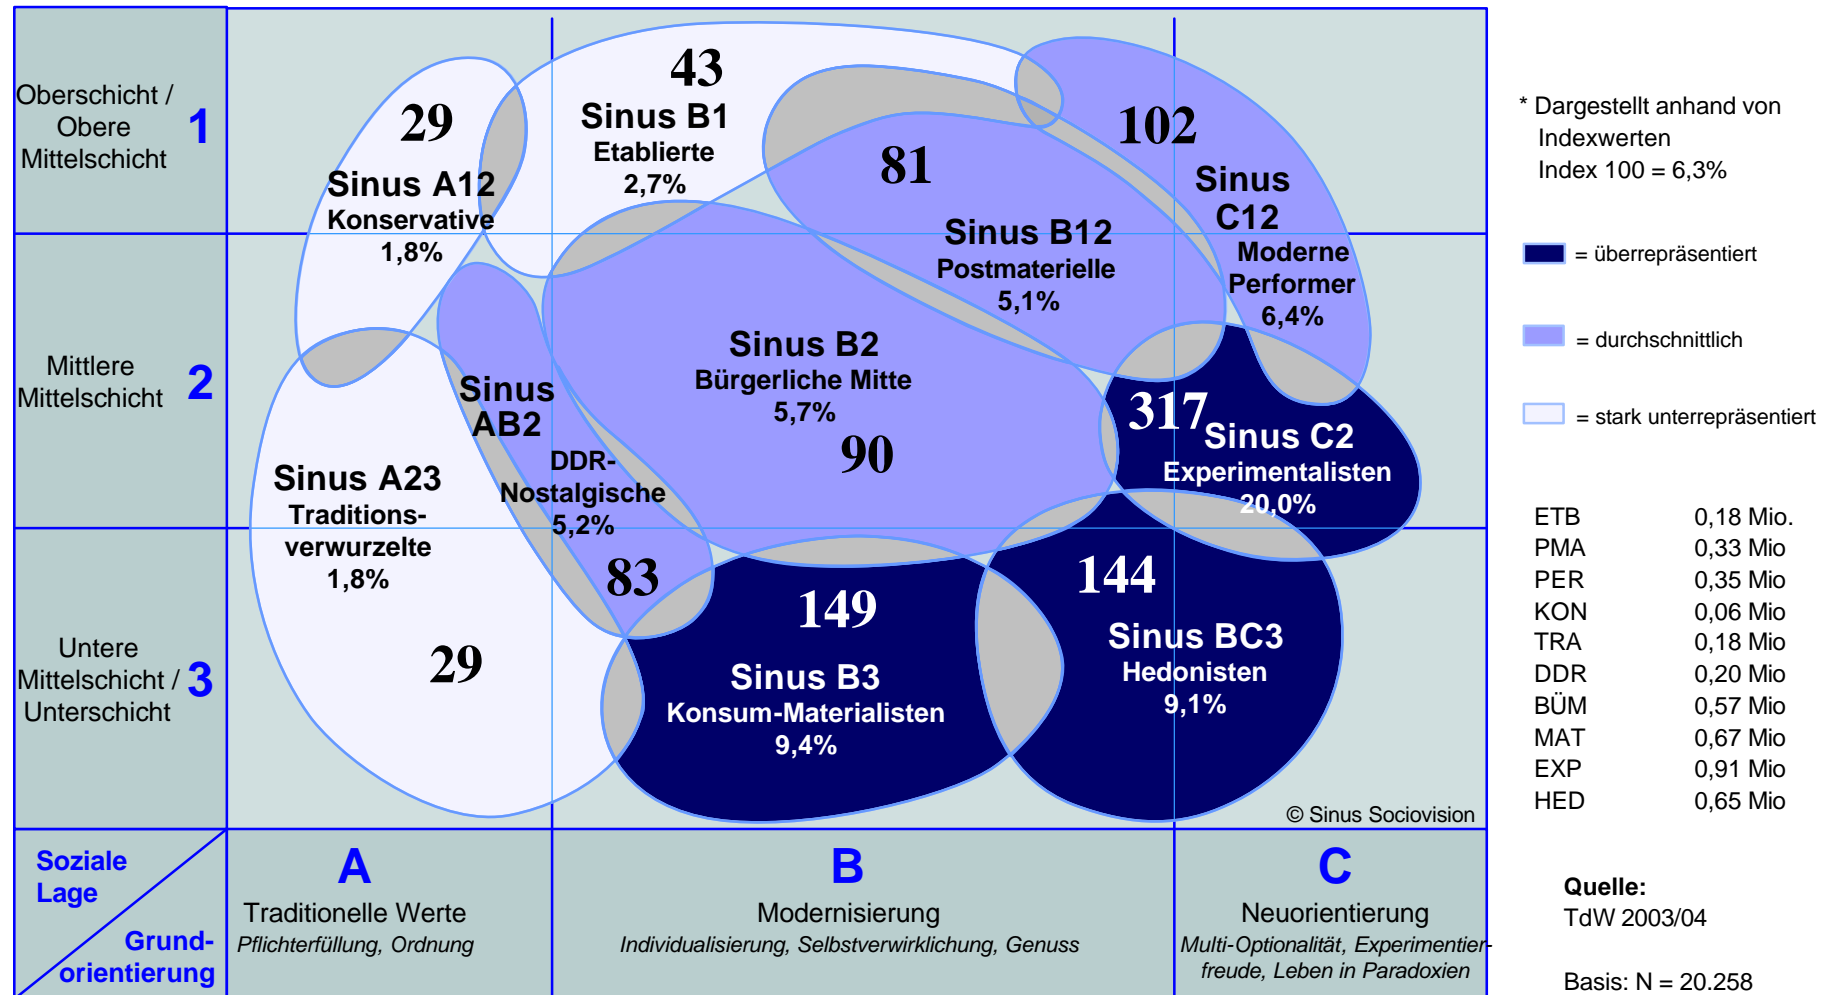 Oberschicht /
Obere
Mittelschicht
1
Mittlere
Mittelschicht
2
Untere
Mittelschicht /
Unterschicht
3
29
Sinus A12
Konservative
1,8%
43
Sinus B1
Etablierte
2,7%
81
Sinus B12
Postmaterielle
5,1%
102
Sinus
C12
Moderne
Performer
6,4%
Sinus
AB2
DDR-
Nostalgische
5,2%
83
Sinus B2
Bürgerliche Mitte
5,7%
90
317
Sinus C2
Experimentalisten
20,0%
Sinus A23
Traditions-
verwurzelte
1,8%
29
149
Sinus B3
Konsum-Materialisten
9,4%
144
Sinus BC3
Hedonisten
9,1%
© Sinus Sociovision
Soziale
Lage
Grund-
orientierung
A
Traditionelle Werte
Pflichterfüllung, Ordnung
B
Modernisierung
Individualisierung, Selbstverwirklichung, Genuss
C
Neuorientierung
Multi-Optionalität, Experimentier-
freude, Leben in Paradoxien
* Dargestellt anhand von
Indexwerten
Index 100 = 6,3%
= überrepräsentiert
= durchschnittlich
= stark unterrepräsentiert
ETB 0,18 Mio.
PMA 0,33 Mio
PER 0,35 Mio
KON 0,06 Mio
TRA 0,18 Mio
DDR 0,20 Mio
BÜM 0,57 Mio
MAT 0,67 Mio
EXP 0,91 Mio
HED 0,65 Mio
Quelle:
TdW 2003/04
Basis: N = 20.258